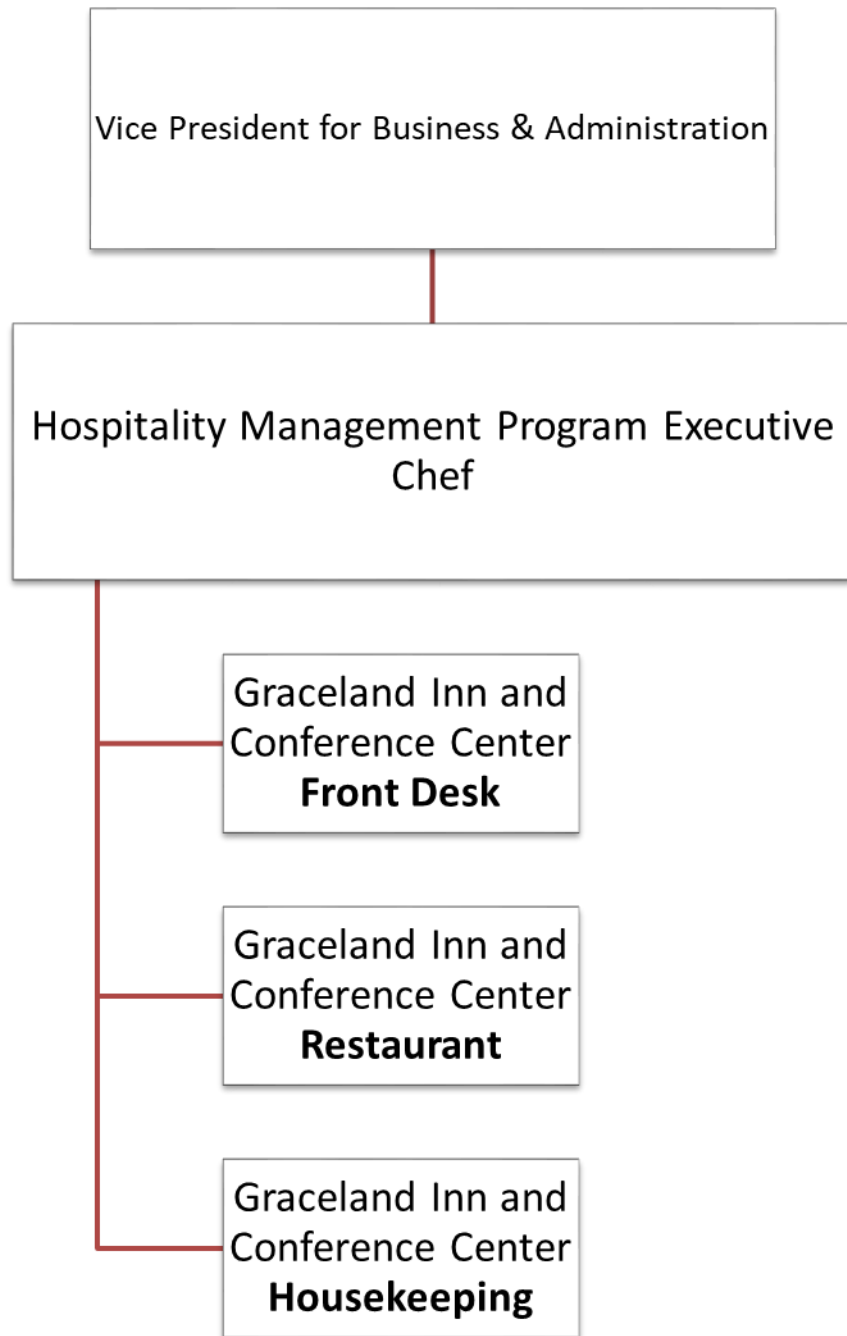 Vice President for Business & Administration
Hospitality Management Program Executive
Chef
Graceland Inn and
Conference Center
Front Desk
Graceland Inn and
Conference Center
Restaurant
Graceland Inn and
Conference Center
Housekeeping